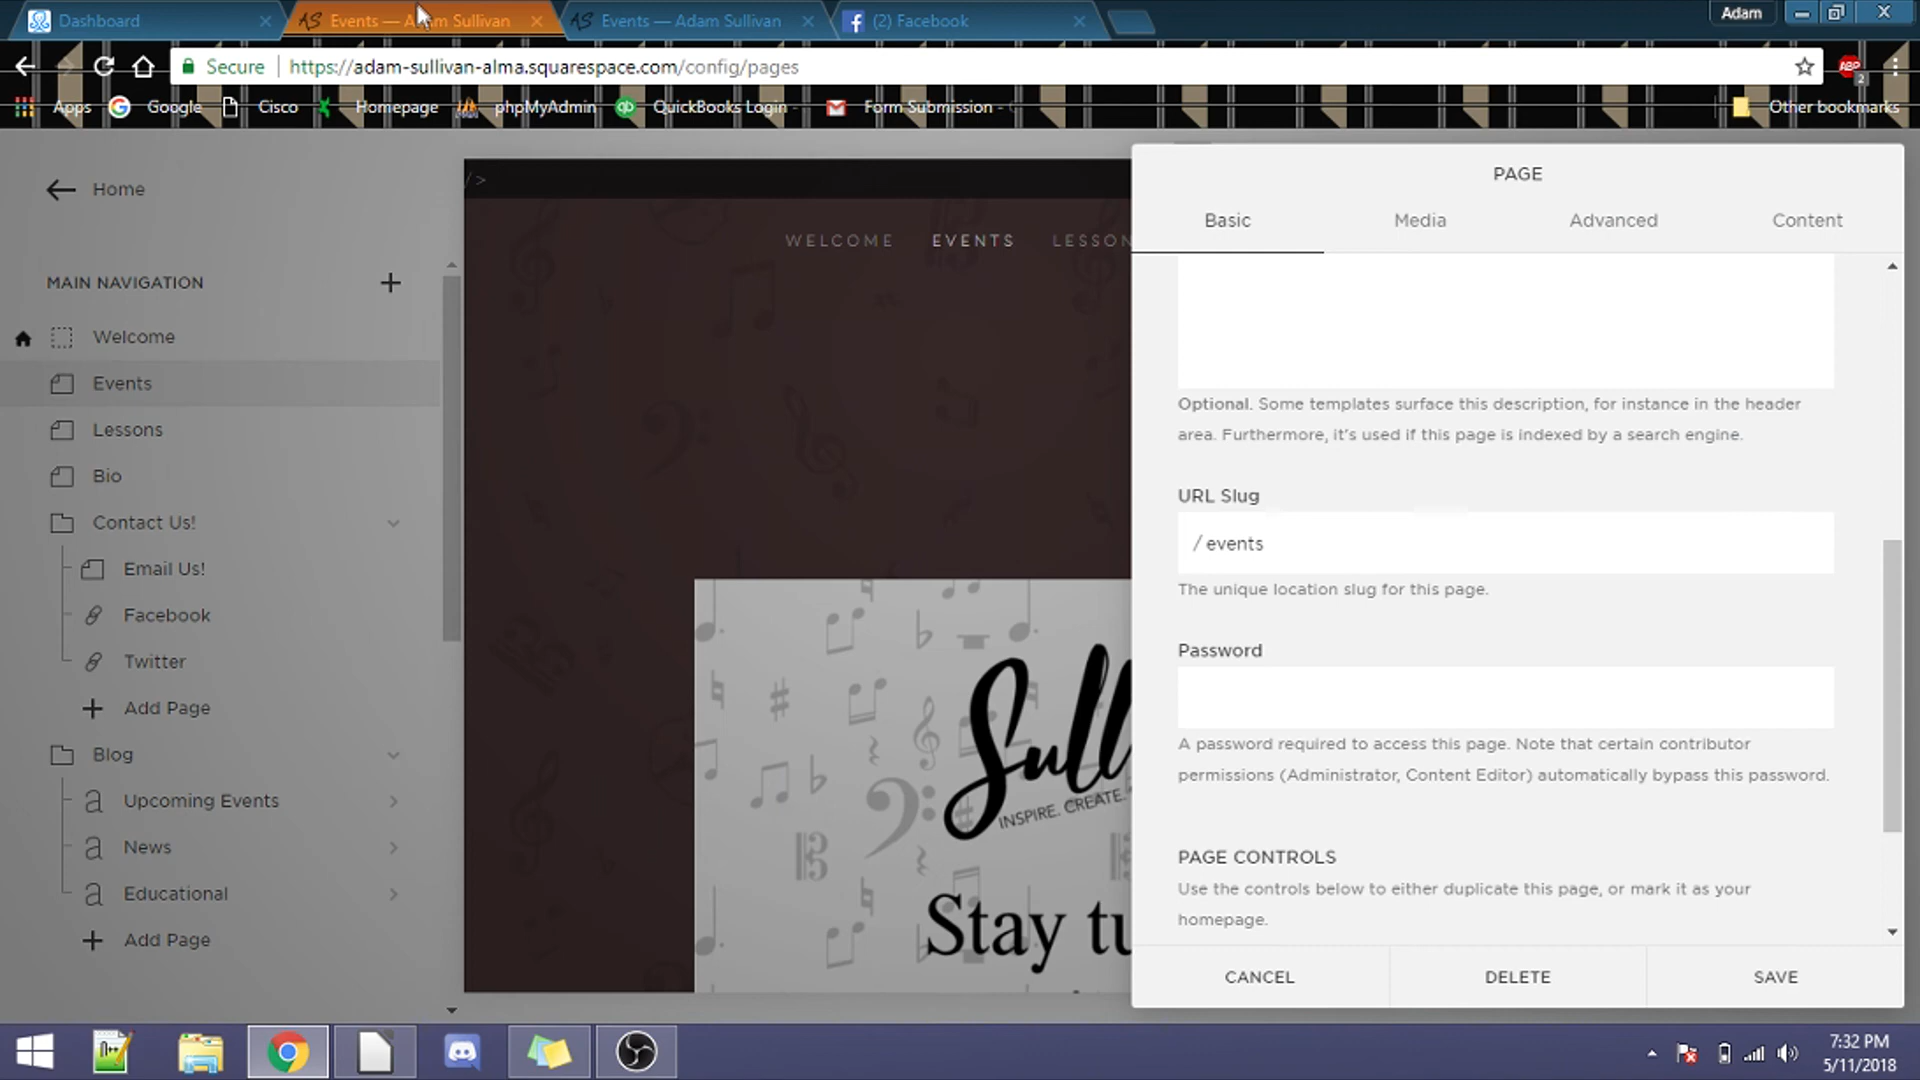 Dashboard
Events — Adam Sullivan
Events — Adam Sullivan
(2) Facebook
Adam
Secure
https://adam-sullivan-alma.squarespace.com/config/pages
ABP
2
Apps
Google
Cisco
Homepage
phpMyAdmin
QuickBooks Login -
Form Submission -
Other bookmarks
Home
MAIN NAVIGATION
Welcome
Events
Lessons
Bio
Contact Us!
Email Us!
Facebook
Twitter
Add Page
Blog
Upcoming Events
News
Educational
Add Page
/>
WELCOME EVENTS LESSON
Sull
INSPIRE. CREATE.
Stay tu
PAGE
Basic Media Advanced Content
Optional. Some templates surface this description, for instance in the header
area. Furthermore, it's used if this page is indexed by a search engine.
URL Slug
/ events
The unique location slug for this page.
Password
A password required to access this page. Note that certain contributor
permissions (Administrator, Content Editor) automatically bypass this password.
PAGE CONTROLS
Use the controls below to either duplicate this page, or mark it as your
homepage.
CANCEL DELETE SAVE
7:32 PM
5/11/2018